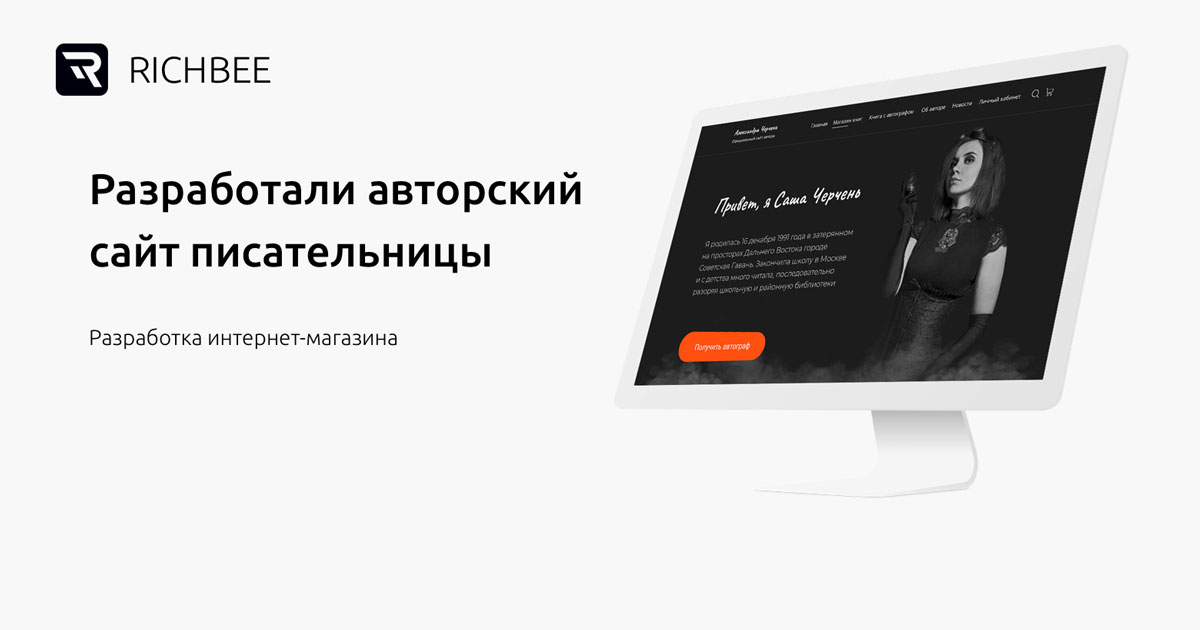 RICHBEE
Разработали авторский
сайт писательницы
Разработка интернет-магазина
Александра Черчень
Официальный сайт автора
Главная Магазин книг Книга с автографом Об авторе Новости Личный кабинет
Привет, я Саша Черчень
Я родилась 16 декабря 1991 года в затерянном
на просторах Дальнего Востока городе
Советская Гавань. Закончила школу в Москве
и с детства много читала, последовательно
разоряя школьную и районную библиотеки
Получить автограф